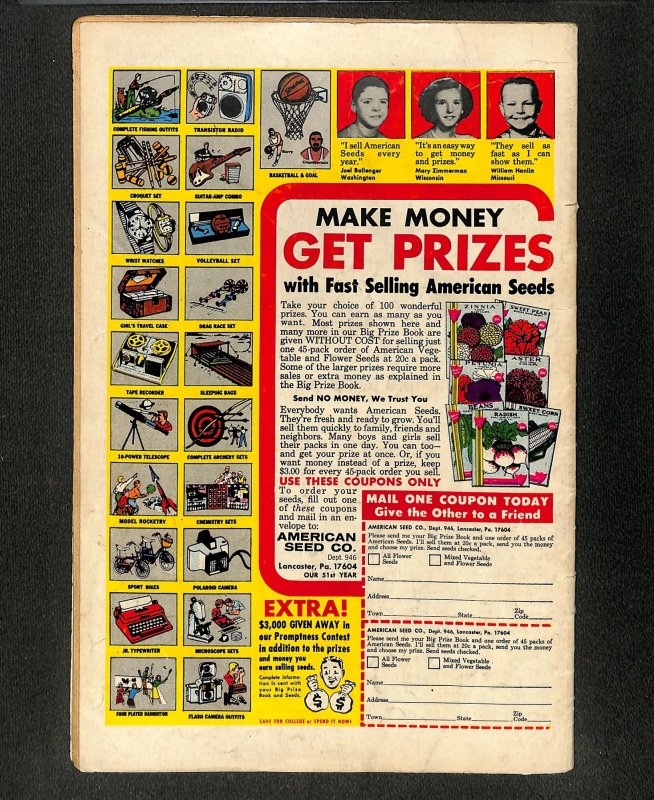 COMPLETE FISHING OUTFITS
TRANSISTOR RADIO
CROQUET SET
GUITAR-AMP COMBO
BASKETBALL & GOAL
WRIST WATCHES
VOLLEYBALL SET
GIRL'S TRAVEL CASE
DRAG RACE SET
TAPE RECORDER
SLEEPING BAGS
30-POWER TELESCOPE
COMPLETE ARCHERY SETS
MODEL ROCKETRY
CHEMISTRY SETS
SPORT BIKES
POLAROID CAMERA
JR. TYPEWRITER
MICROSCOPE SETS
FOUR PLAYER BADMINTON
FLASH CAMERA OUTFITS
"I sell American
Seeds every
year."
Joel Ballenger
Washington
"It's an easy way
to get money
and prizes."
Mary Zimmerman
Wisconsin
"They sell as
fast as I can
show them."
William Hanlin
Missouri
MAKE MONEY
GET PRIZES
with Fast Selling American Seeds
Take your choice of 100 wonderful
prizes. You can earn as many as you
want. Most prizes shown here and
many more in our Big Prize Book are
given WITHOUT COST for selling just
one 45-pack order of American Vege-
table and Flower Seeds at 20c a pack.
Some of the larger prizes require more
sales or extra money as explained in
the Big Prize Book.
Send NO MONEY, We Trust You
Everybody wants American Seeds.
They're fresh and ready to grow. You'll
sell them quickly to family, friends and
neighbors. Many boys and girls sell
their packs in one day. You can too—
and get your prize at once. Or, if you
want money instead of a prize, keep
$3.00 for every 45-pack order you sell.
USE THESE COUPONS ONLY
To order your
seeds, fill out one
of these coupons
and mail in an en-
velope to:
AMERICAN
SEED CO.
Dept. 946
Lancaster, Pa. 17604
OUR 51st YEAR
ZINNIA
SWEET PEAS
PETUNIA
ASTER
BEANS
RADISH
SWEET CORN
MAIL ONE COUPON TODAY
Give the Other to a Friend
AMERICAN SEED CO., Dept. 946, Lancaster, Pa. 17604
Please send me your Big Prize Book and one order of 45 packs of
American Seeds. I'll sell them at 20c a pack, send you the money
and choose my prize. Send seeds checked.
All Flower
Seeds
Mixed Vegetable
and Flower Seeds
Name
Address
Town State Zip
Code
AMERICAN SEED CO., Dept. 946, Lancaster, Pa. 17604
Please send me your Big Prize Book and one order of 45 packs of
American Seeds. I'll sell them at 20c a pack, send you the money
and choose my prize. Send seeds checked.
All Flower
Seeds
Mixed Vegetable
and Flower Seeds
Name
Address
Town State Zip
Code
EXTRA!
$3,000 GIVEN AWAY in
our Promptness Contest
in addition to the prizes
and money you
earn selling seeds.
Complete informa-
tion is sent with
your Big Prize
Book and Seeds.
$ $
SAVE FOR COLLEGE or SPEND IT NOW!